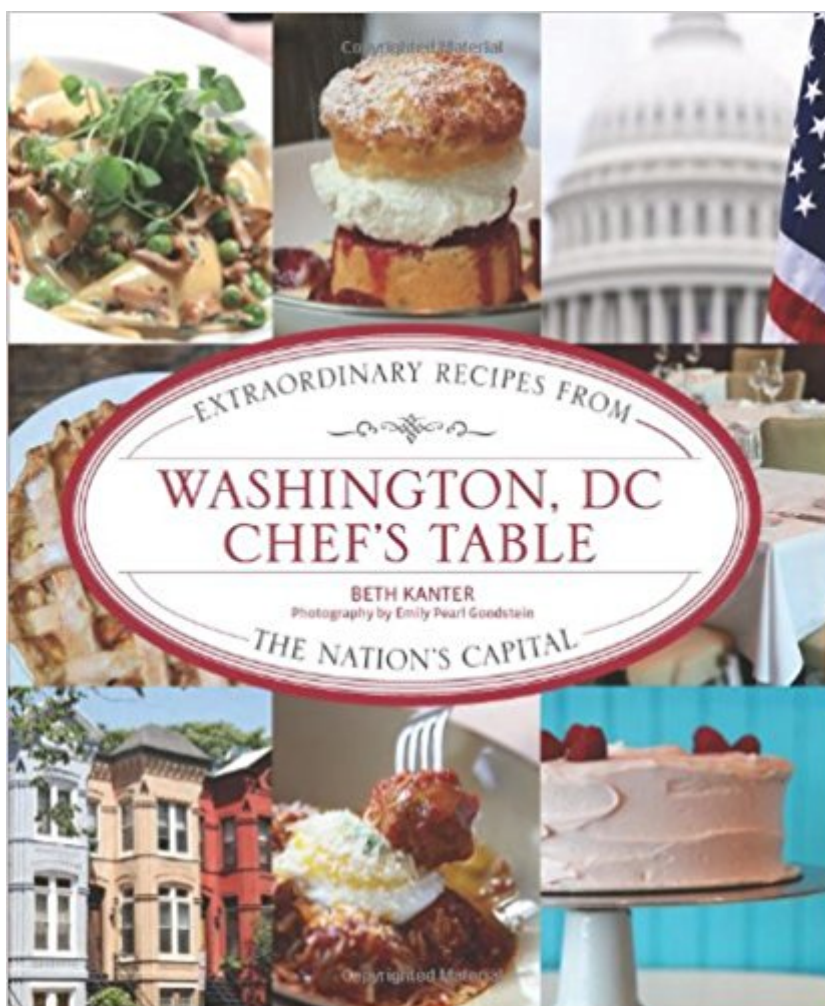 Copyrighted Material
EXTRAORDINARY RECIPES FROM
WASHINGTON, DC
CHEF'S TABLE
BETH KANTER
Photography by Emily Pearl Goodstein
THE NATION'S CAPITAL
Copyrighted Material